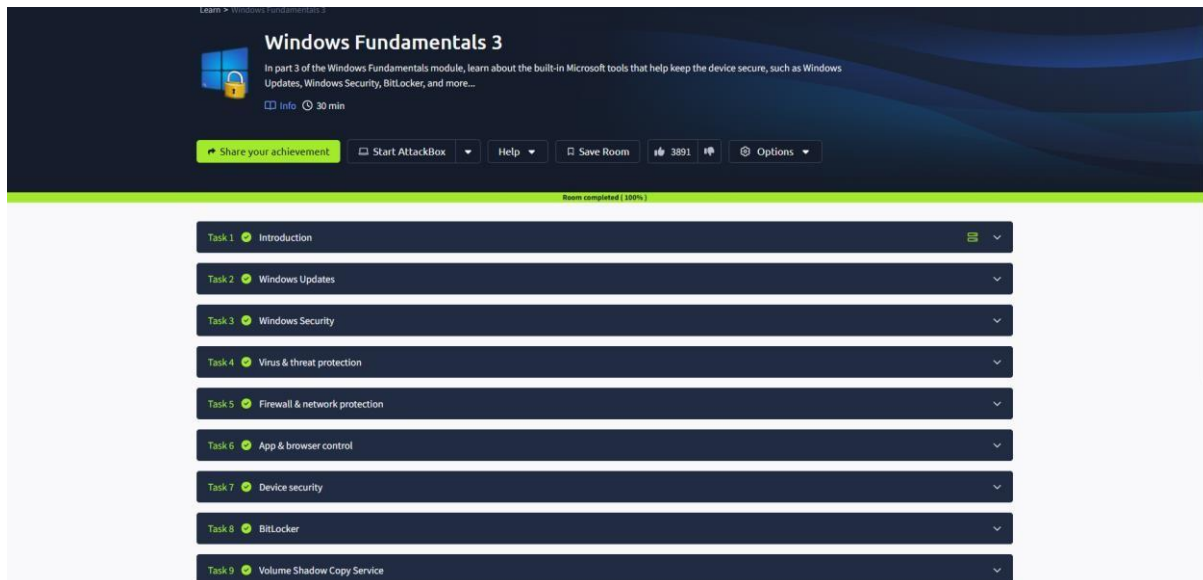 Learn > Windows Fundamentals 3
Windows Fundamentals 3
In part 3 of the Windows Fundamentals module, learn about the built-in Microsoft tools that help keep the device secure, such as Windows
Updates, Windows Security, BitLocker, and more...
Info 30 min
Share your achievement Start AttackBox Help Save Room 3891 Options
Room completed ( 100% )
Task 1 Introduction
Task 2 Windows Updates
Task 3 Windows Security
Task 4 Virus & threat protection
Task 5 Firewall & network protection
Task 6 App & browser control
Task 7 Device security
Task 8 BitLocker
Task 9 Volume Shadow Copy Service